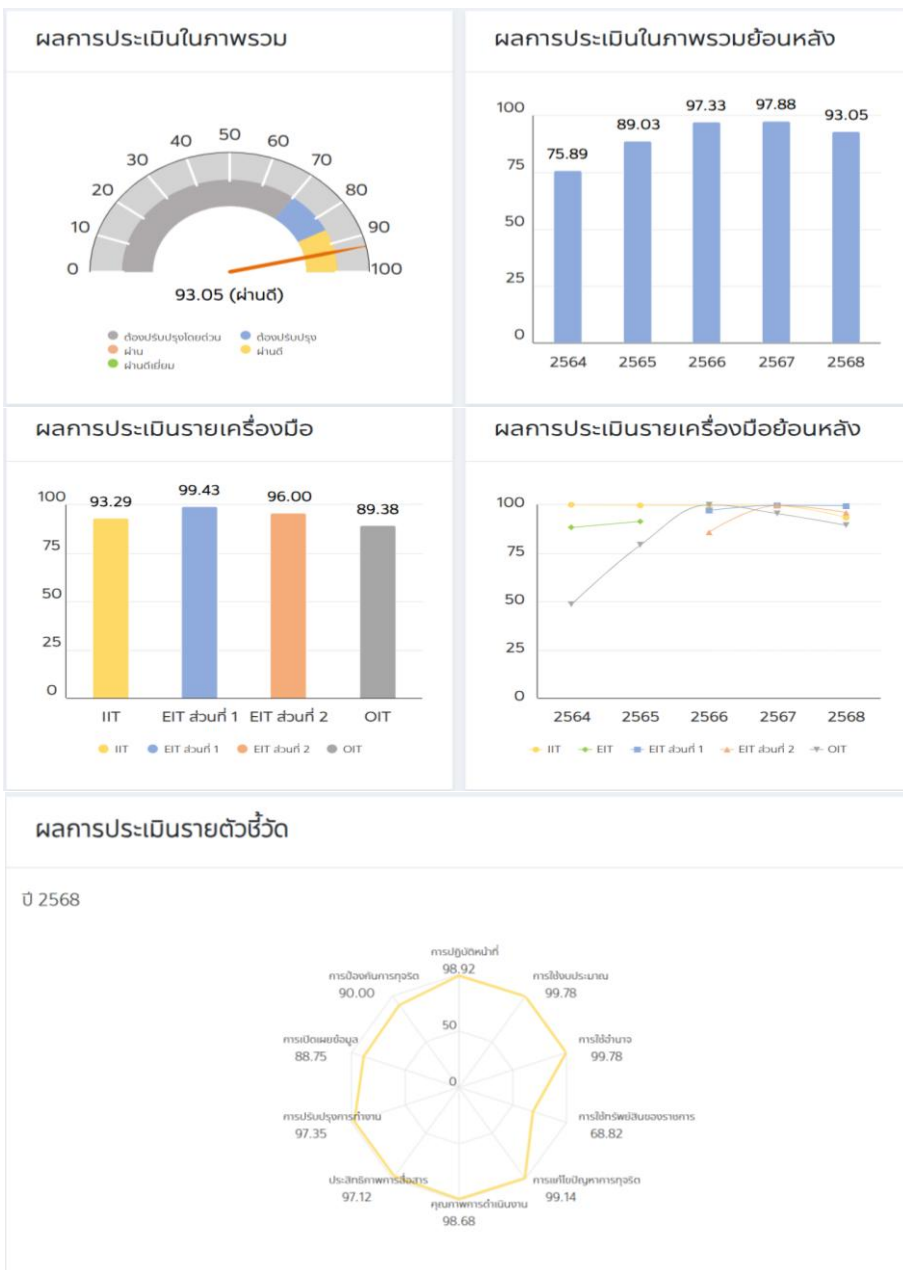 ผลการประเมินในภาพรวม
0
10
20
30
40
50
60
70
80
90
100
93.05 (ผ่านดี)
ต้องปรับปรุงโดยด่วน ต้องปรับปรุง
ผ่าน ผ่านดี
ผ่านดีเยี่ยม
ผลการประเมินในภาพรวมย้อนหลัง
100
75
50
25
0
75.89
89.03
97.33
97.88
93.05
2564 2565 2566 2567 2568
ผลการประเมินรายเครื่องมือ
100
75
50
25
0
93.29
99.43
96.00
89.38
IIT EIT ส่วนที่ 1 EIT ส่วนที่ 2 OIT
IIT EIT ส่วนที่ 1 EIT ส่วนที่ 2 OIT
ผลการประเมินรายเครื่องมือย้อนหลัง
100
75
50
25
0
2564 2565 2566 2567 2568
IIT EIT EIT ส่วนที่ 1 EIT ส่วนที่ 2 OIT
ผลการประเมินรายตัวชี้วัด
ปี 2568
การปฏิบัติหน้าที่
98.92
การใช้งบประมาณ
99.78
การใช้อำนาจ
99.78
การใช้ทรัพย์สินของราชการ
68.82
การแก้ไขปัญหาการทุจริต
99.14
คุณภาพการดำเนินงาน
98.68
ประสิทธิภาพการสื่อสาร
97.12
การปรับปรุงการทำงาน
97.35
การเปิดเผยข้อมูล
88.75
การป้องกันการทุจริต
90.00
50
0